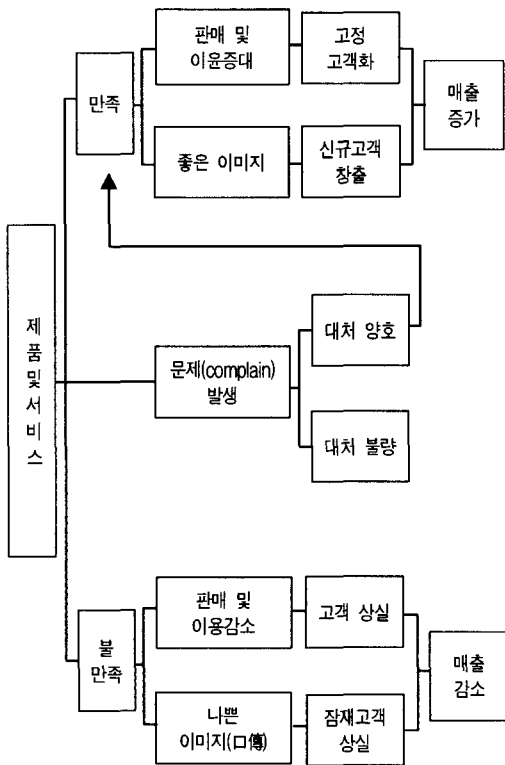 제품및서비스
만족
판매 및
이윤증대
고정
고객화
좋은 이미지
신규고객
창출
매출
증가
문제(complain)
발생
대처 양호
대처 불량
불
만족
판매 및
이용감소
고객 상실
나쁜
이미지(口傳)
잠재고객
상실
매출
감소